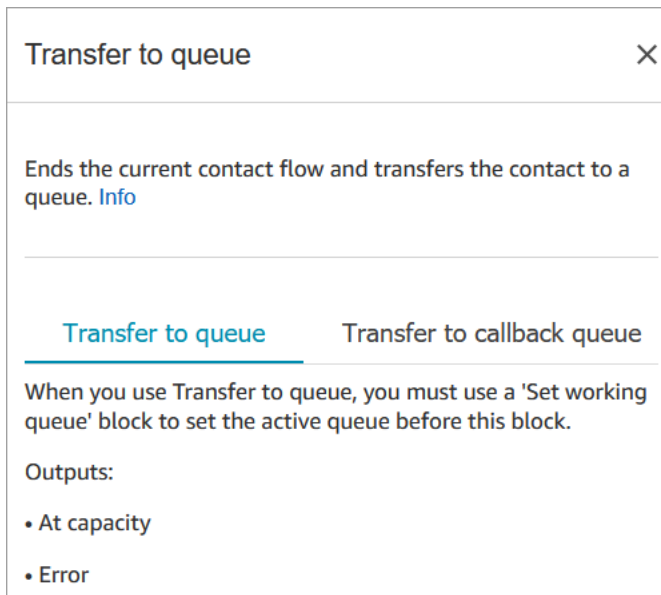 Transfer to queue
Ends the current contact flow and transfers the contact to a
queue. Info
Transfer to queue
Transfer to callback queue
When you use Transfer to queue, you must use a 'Set working
queue' block to set the active queue before this block.
Outputs:
• At capacity
• Error